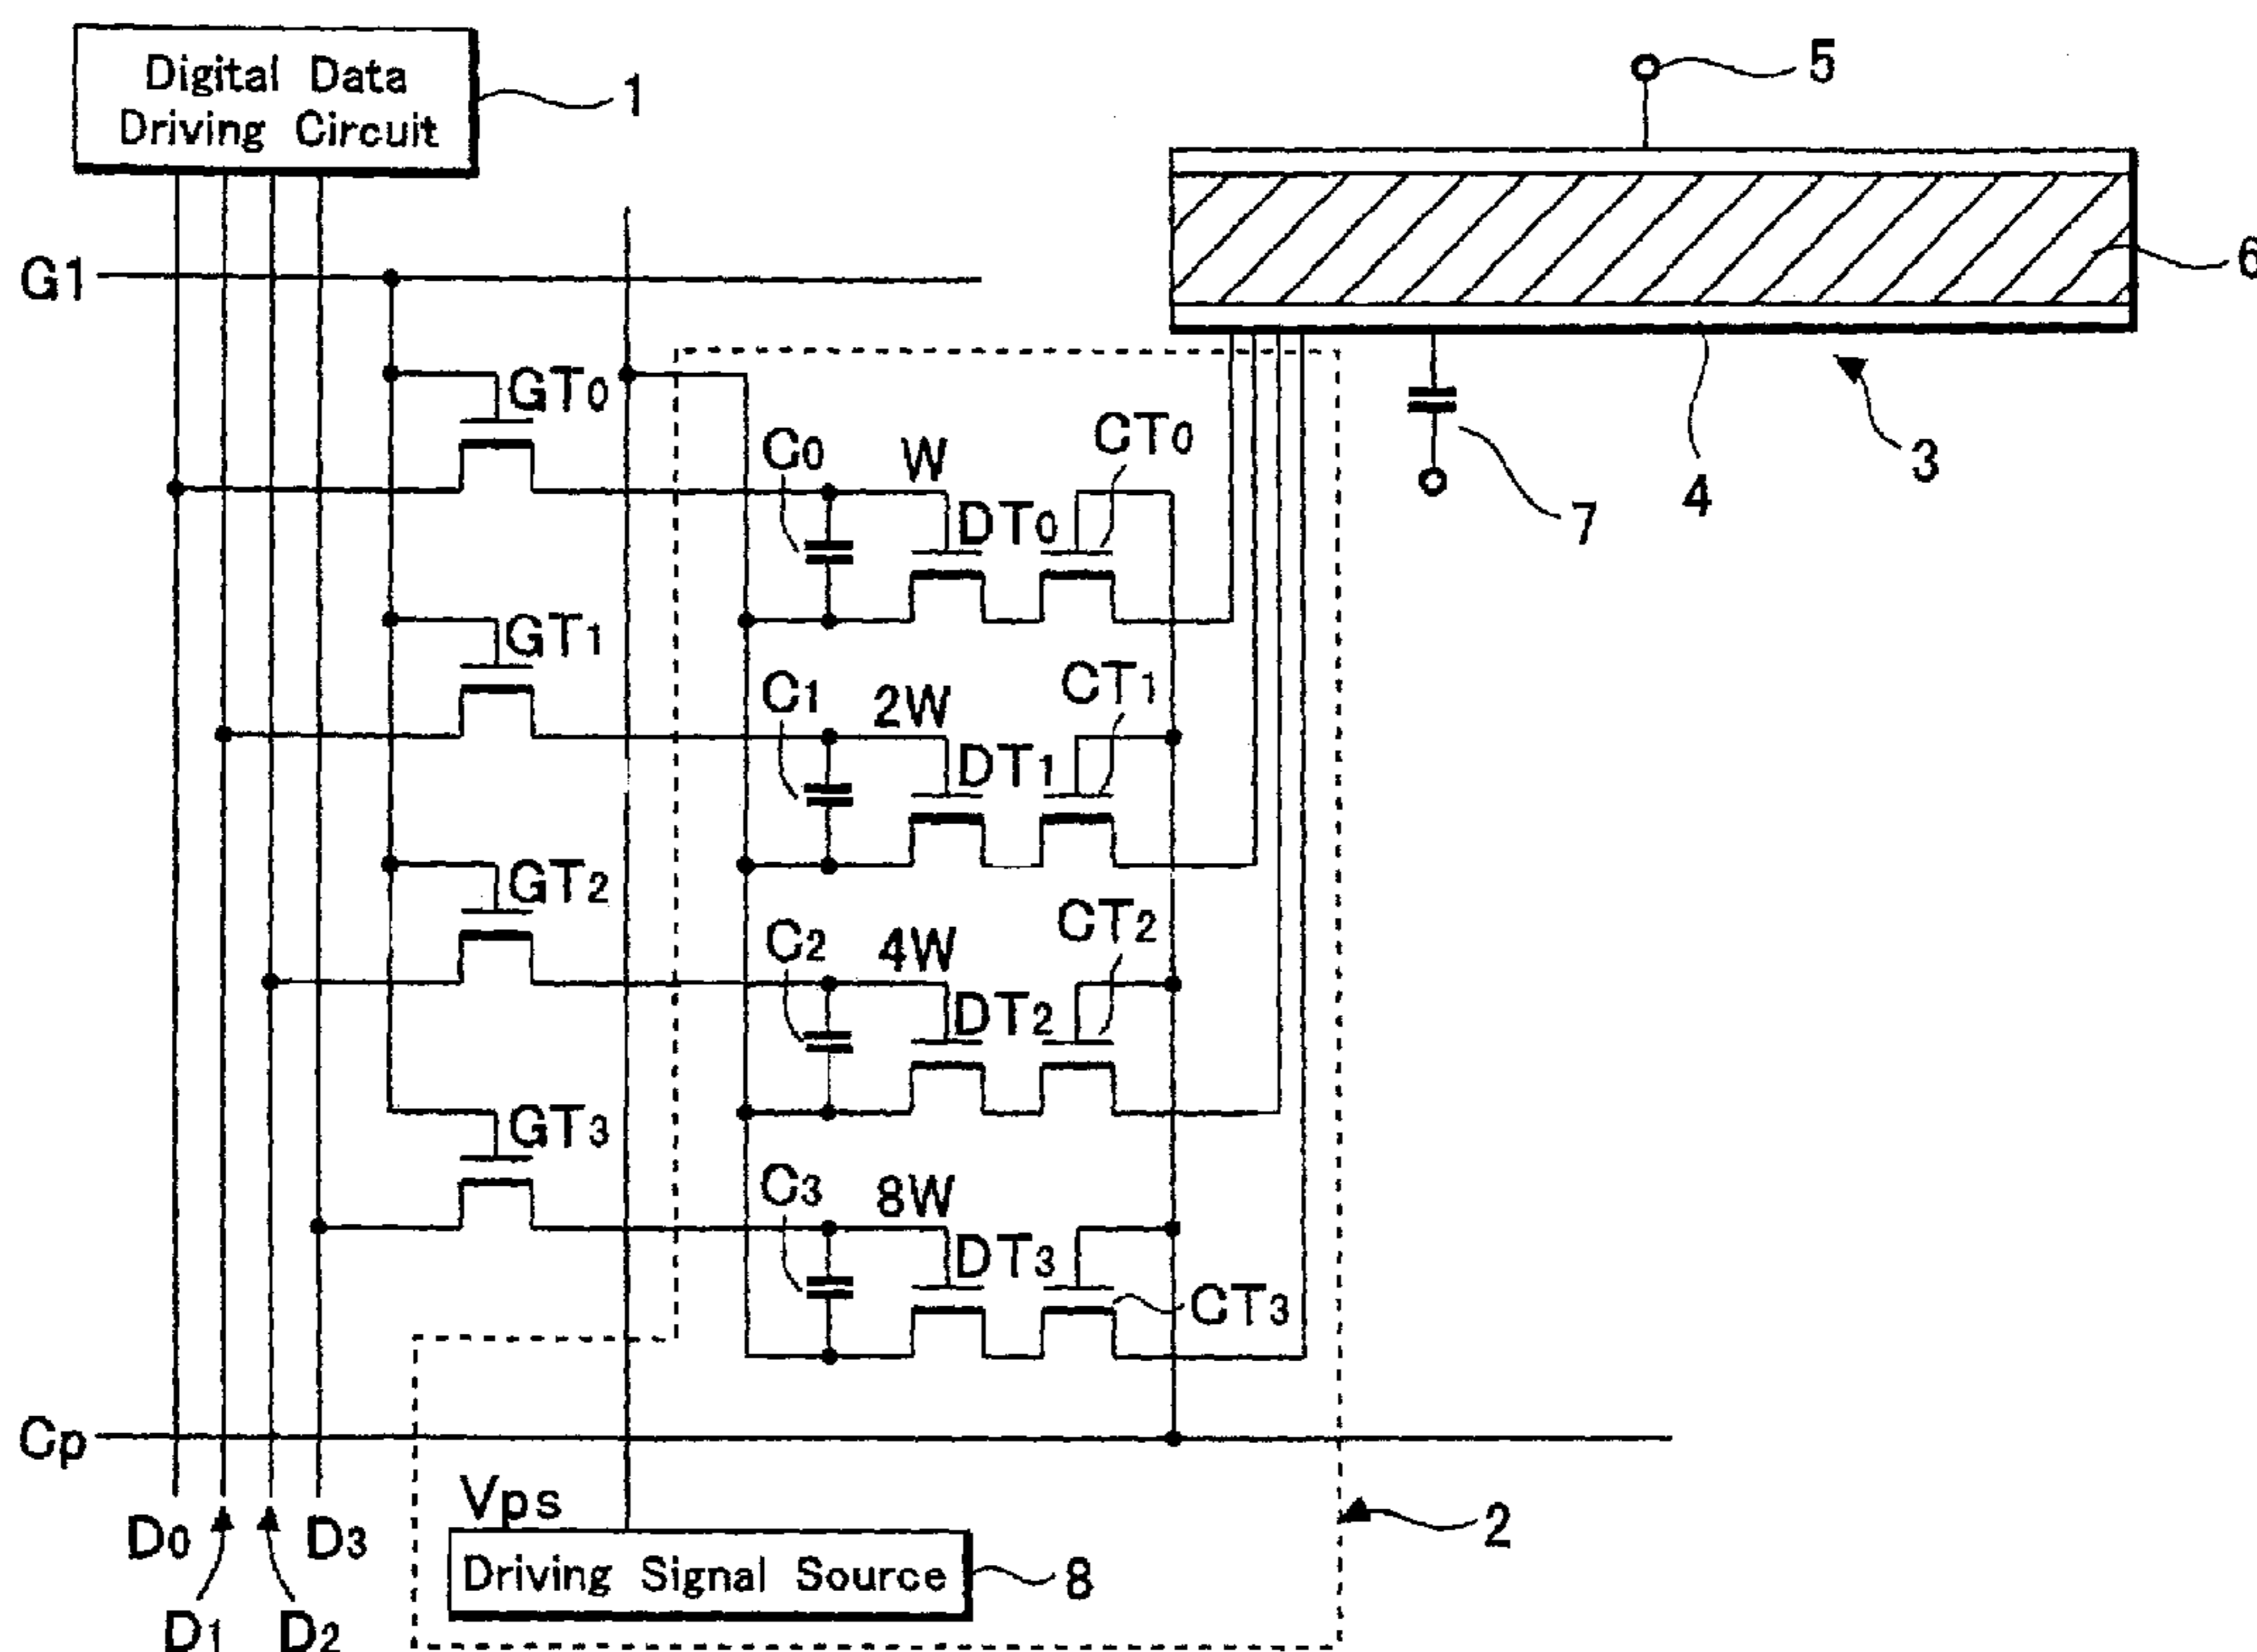 Digital Data
Driving Circuit
1
5
6
G1
GT0
C0
W
DT0
CT0
4
7
3
GT1
C1
2W
DT1
CT1
GT2
C2
4W
DT2
CT2
GT3
C3
8W
DT3
CT3
Cp
Vps
D0
D3
D1
D2
Driving Signal Source
8
2